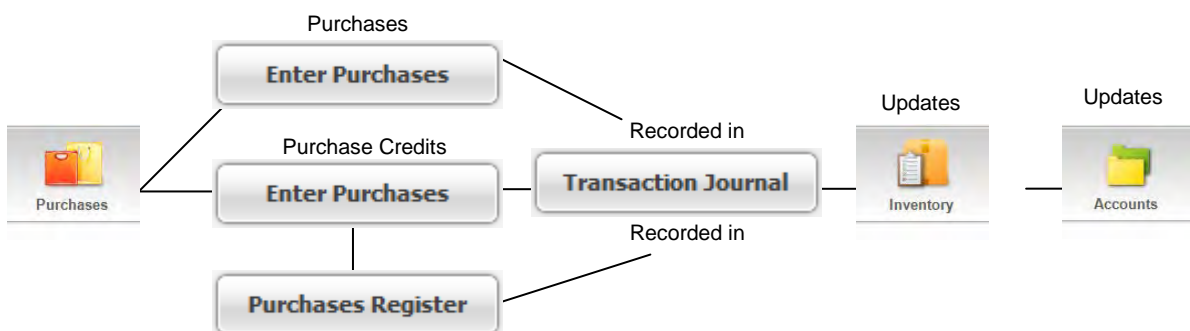 Purchases
Enter Purchases
Purchases
Purchase Credits
Enter Purchases
Purchases Register
Recorded in
Transaction Journal
Recorded in
Updates
Inventory
Updates
Accounts